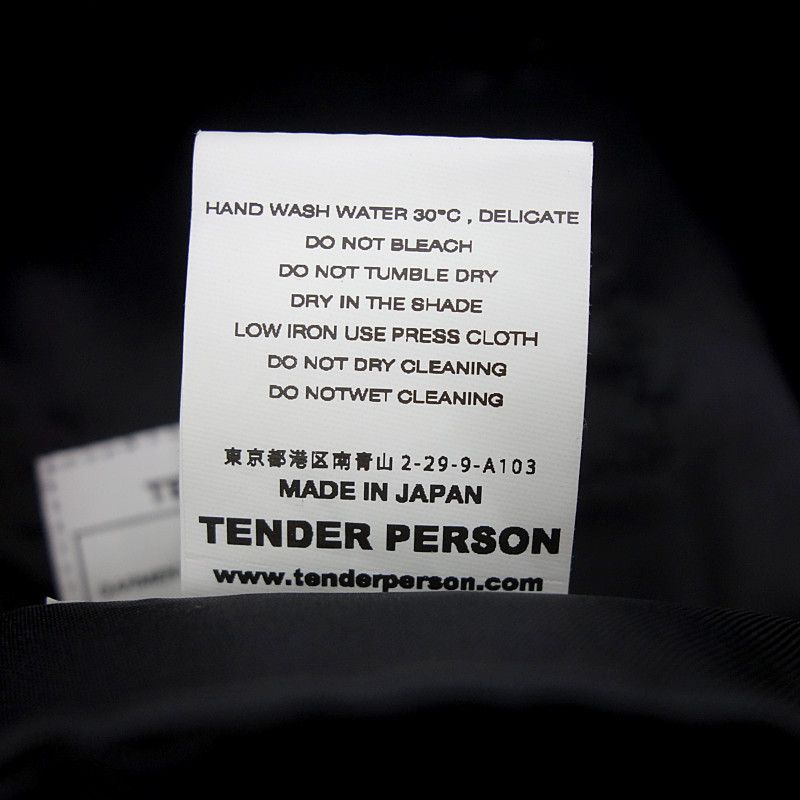 HAND WASH WATER 30°C , DELICATE
DO NOT BLEACH
DO NOT TUMBLE DRY
DRY IN THE SHADE
LOW IRON USE PRESS CLOTH
DO NOT DRY CLEANING
DO NOTWET CLEANING
東京都港区南青山 2-29-9-A103
MADE IN JAPAN
TENDER PERSON
www.tenderperson.com